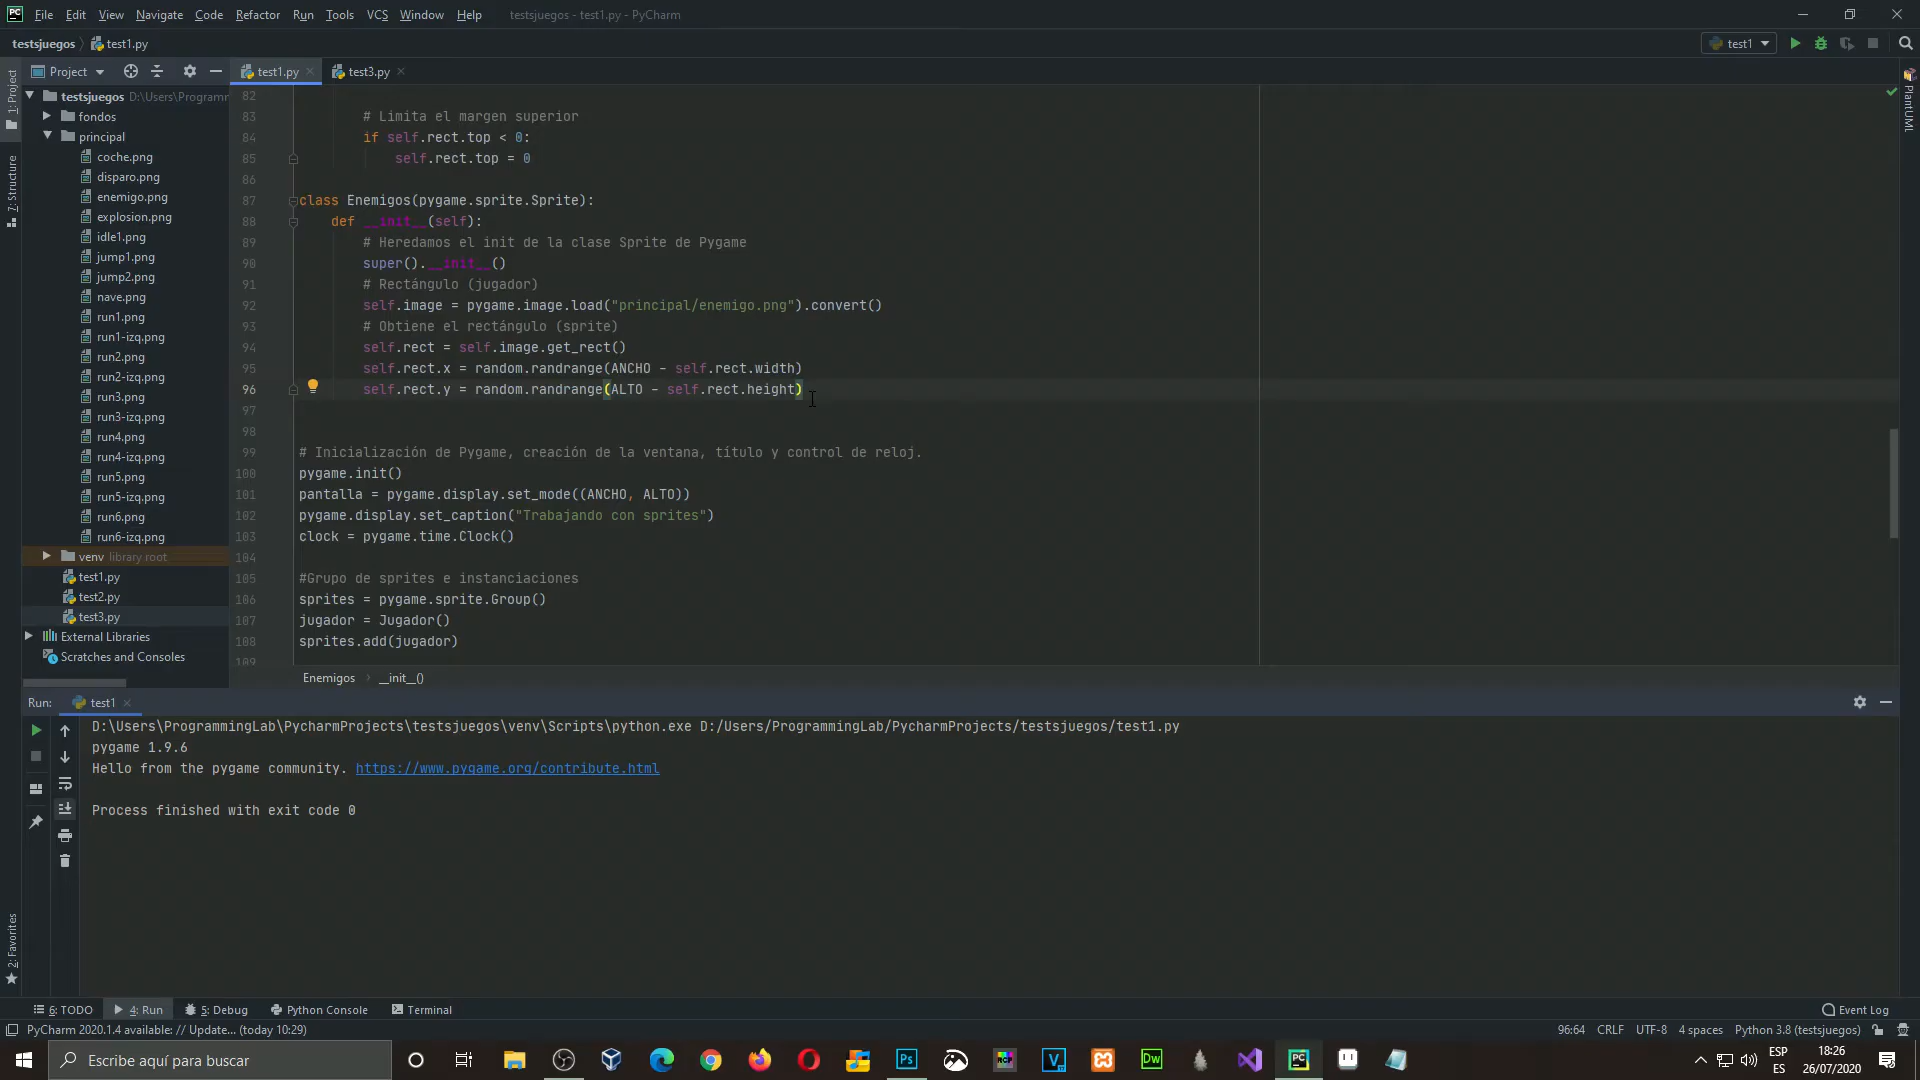 File Edit View Navigate Code Refactor Run Tools VCS Window Help testsjuegos - test1.py - PyCharm
testsjuegos test1.py test1
Project test1.py test3.py
1: Project
7: Structure
2: Favorites
PlantUML
testsjuegos D:\Users\Programm
fondos
principal
coche.png
disparo.png
enemigo.png
explosion.png
idle1.png
jump1.png
jump2.png
nave.png
run1.png
run1-izq.png
run2.png
run2-izq.png
run3.png
run3-izq.png
run4.png
run4-izq.png
run5.png
run5-izq.png
run6.png
run6-izq.png
venv library root
test1.py
test2.py
test3.py
External Libraries
Scratches and Consoles
82
83 # Limita el margen superior
84 if self.rect.top < 0:
85 self.rect.top = 0
86
87 class Enemigos(pygame.sprite.Sprite):
88 def __init__(self):
89 # Heredamos el init de la clase Sprite de Pygame
90 super().__init__()
91 # Rectángulo (jugador)
92 self.image = pygame.image.load("principal/enemigo.png").convert()
93 # Obtiene el rectángulo (sprite)
94 self.rect = self.image.get_rect()
95 self.rect.x = random.randrange(ANCHO - self.rect.width)
96 self.rect.y = random.randrange(ALTO - self.rect.height)
97
98
99 # Inicialización de Pygame, creación de la ventana, título y control de reloj.
100 pygame.init()
101 pantalla = pygame.display.set_mode((ANCHO, ALTO))
102 pygame.display.set_caption("Trabajando con sprites")
103 clock = pygame.time.Clock()
104
105 #Grupo de sprites e instanciaciones
106 sprites = pygame.sprite.Group()
107 jugador = Jugador()
108 sprites.add(jugador)
109
Enemigos __init__()
Run: test1
D:\Users\ProgrammingLab\PycharmProjects\testsjuegos\venv\Scripts\python.exe D:/Users/ProgrammingLab/PycharmProjects/testsjuegos/test1.py
pygame 1.9.6
Hello from the pygame community. https://www.pygame.org/contribute.html
Process finished with exit code 0
6: TODO 4: Run 5: Debug Python Console Terminal Event Log
PyCharm 2020.1.4 available: // Update... (today 10:29) 96:64 CRLF UTF-8 4 spaces Python 3.8 (testsjuegos)
Escribe aquí para buscar
Ps
Dw
PC
ESP
ES
18:26
26/07/2020